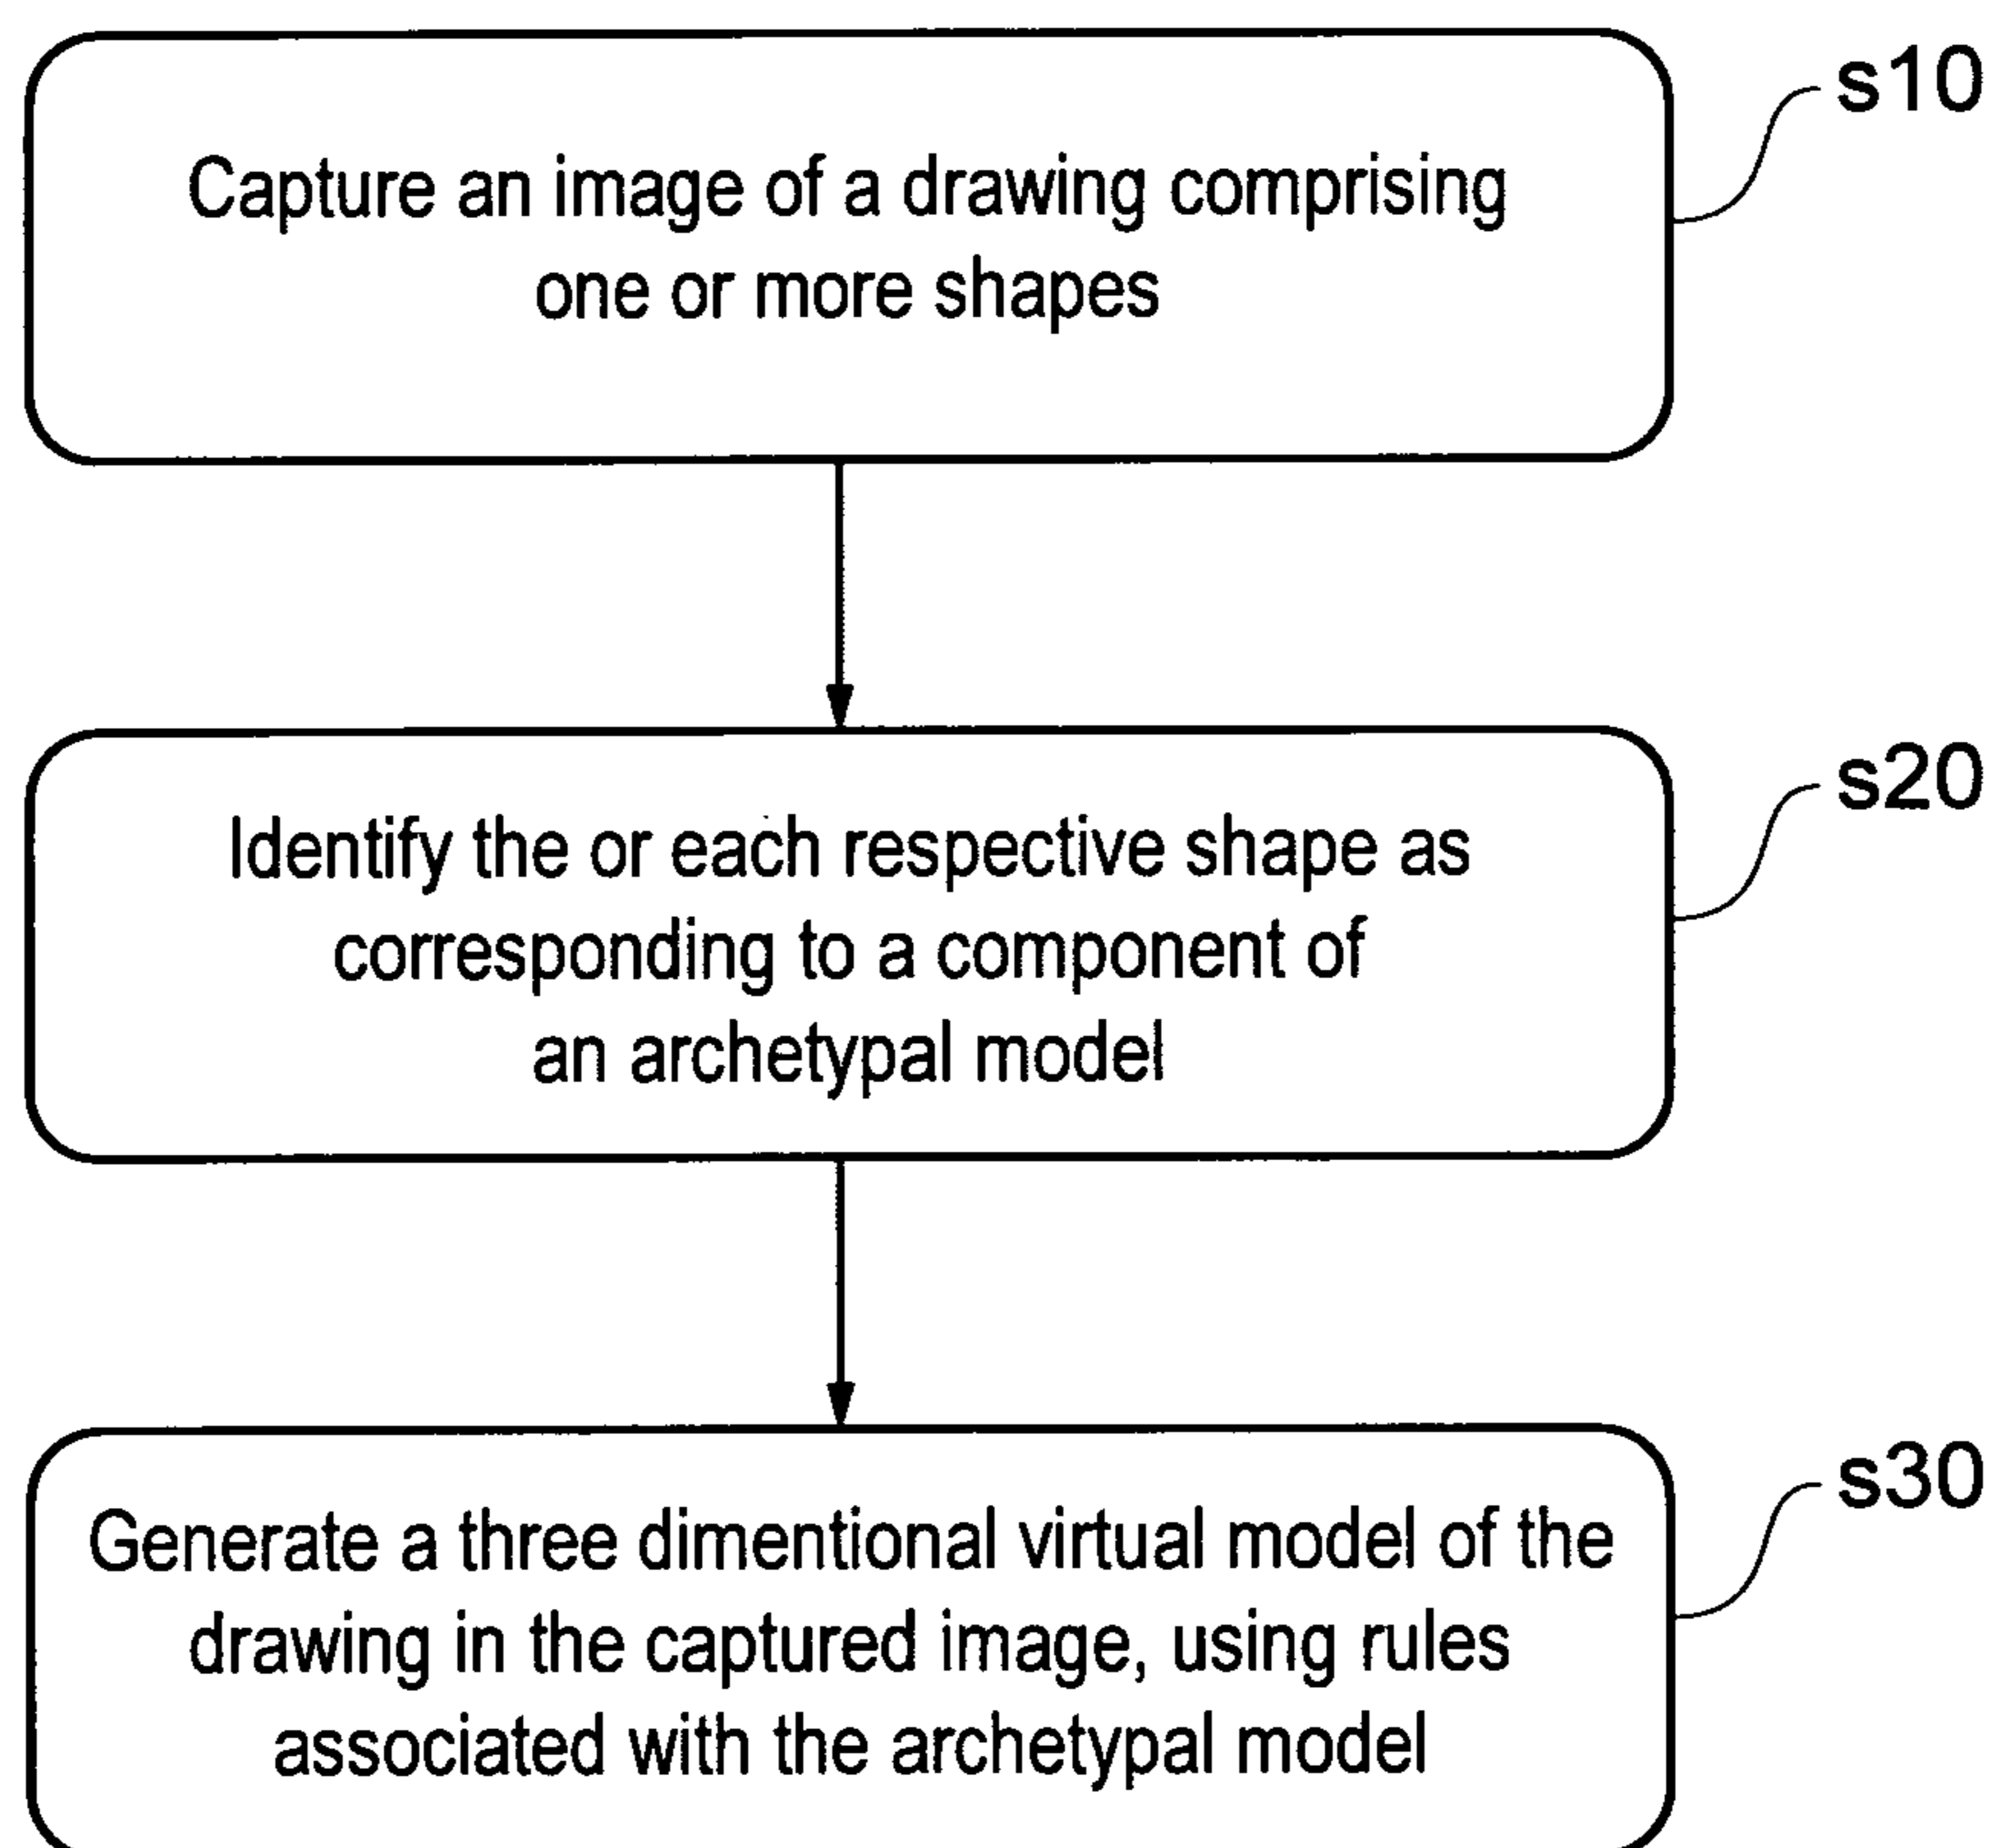 Capture an image of a drawing comprising
one or more shapes
s10
Identify the or each respective shape as
corresponding to a component of
an archetypal model
s20
Generate a three dimentional virtual model of the
drawing in the captured image, using rules
associated with the archetypal model
s30